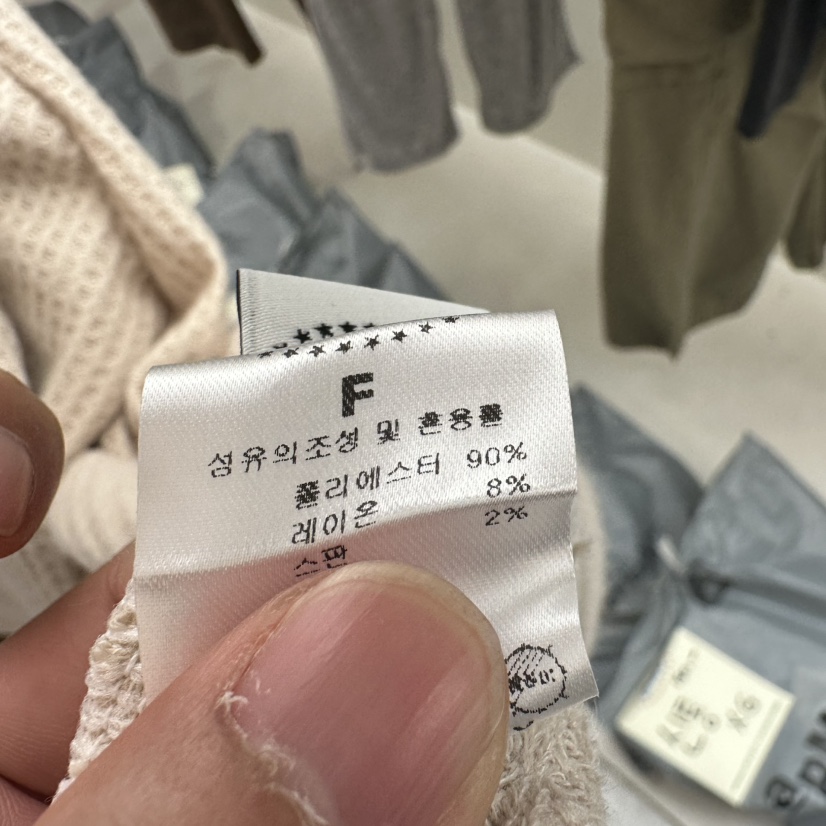 F
섬유의조성 및 혼용률
폴리에스터 90%
레이온 8%
스판 2%